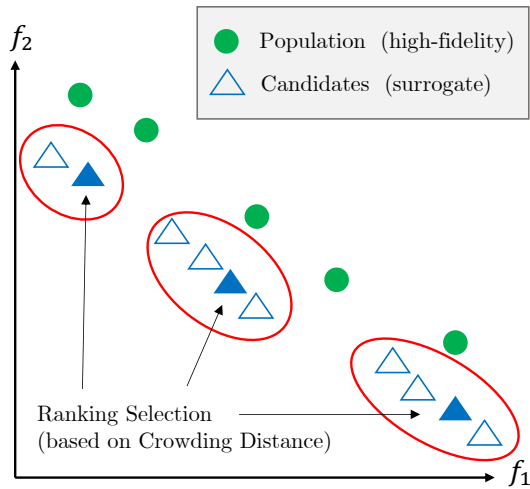 f₂
Population (high-fidelity)
Candidates (surrogate)
Ranking Selection
(based on Crowding Distance)
f₁